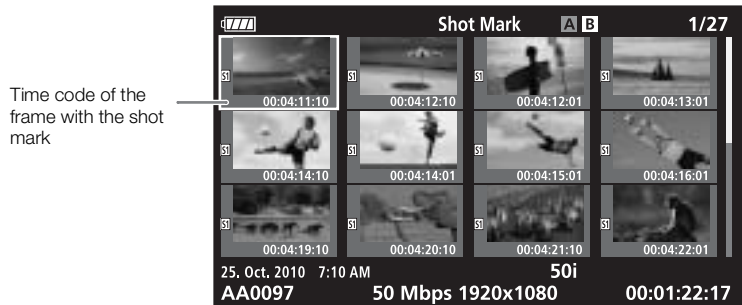 Shot Mark A B 1/27
Time code of the
frame with the shot
mark
S1 00:04:11:10 S1 00:04:12:10 S1 00:04:12:01 S1 00:04:13:01
S1 00:04:14:10 S1 00:04:14:01 S1 00:04:15:01 S1 00:04:16:01
S1 00:04:19:10 S1 00:04:20:10 S1 00:04:21:10 S1 00:04:22:01
25. Oct. 2010 7:10 AM 50i
AA0097 50 Mbps 1920x1080 00:01:22:17